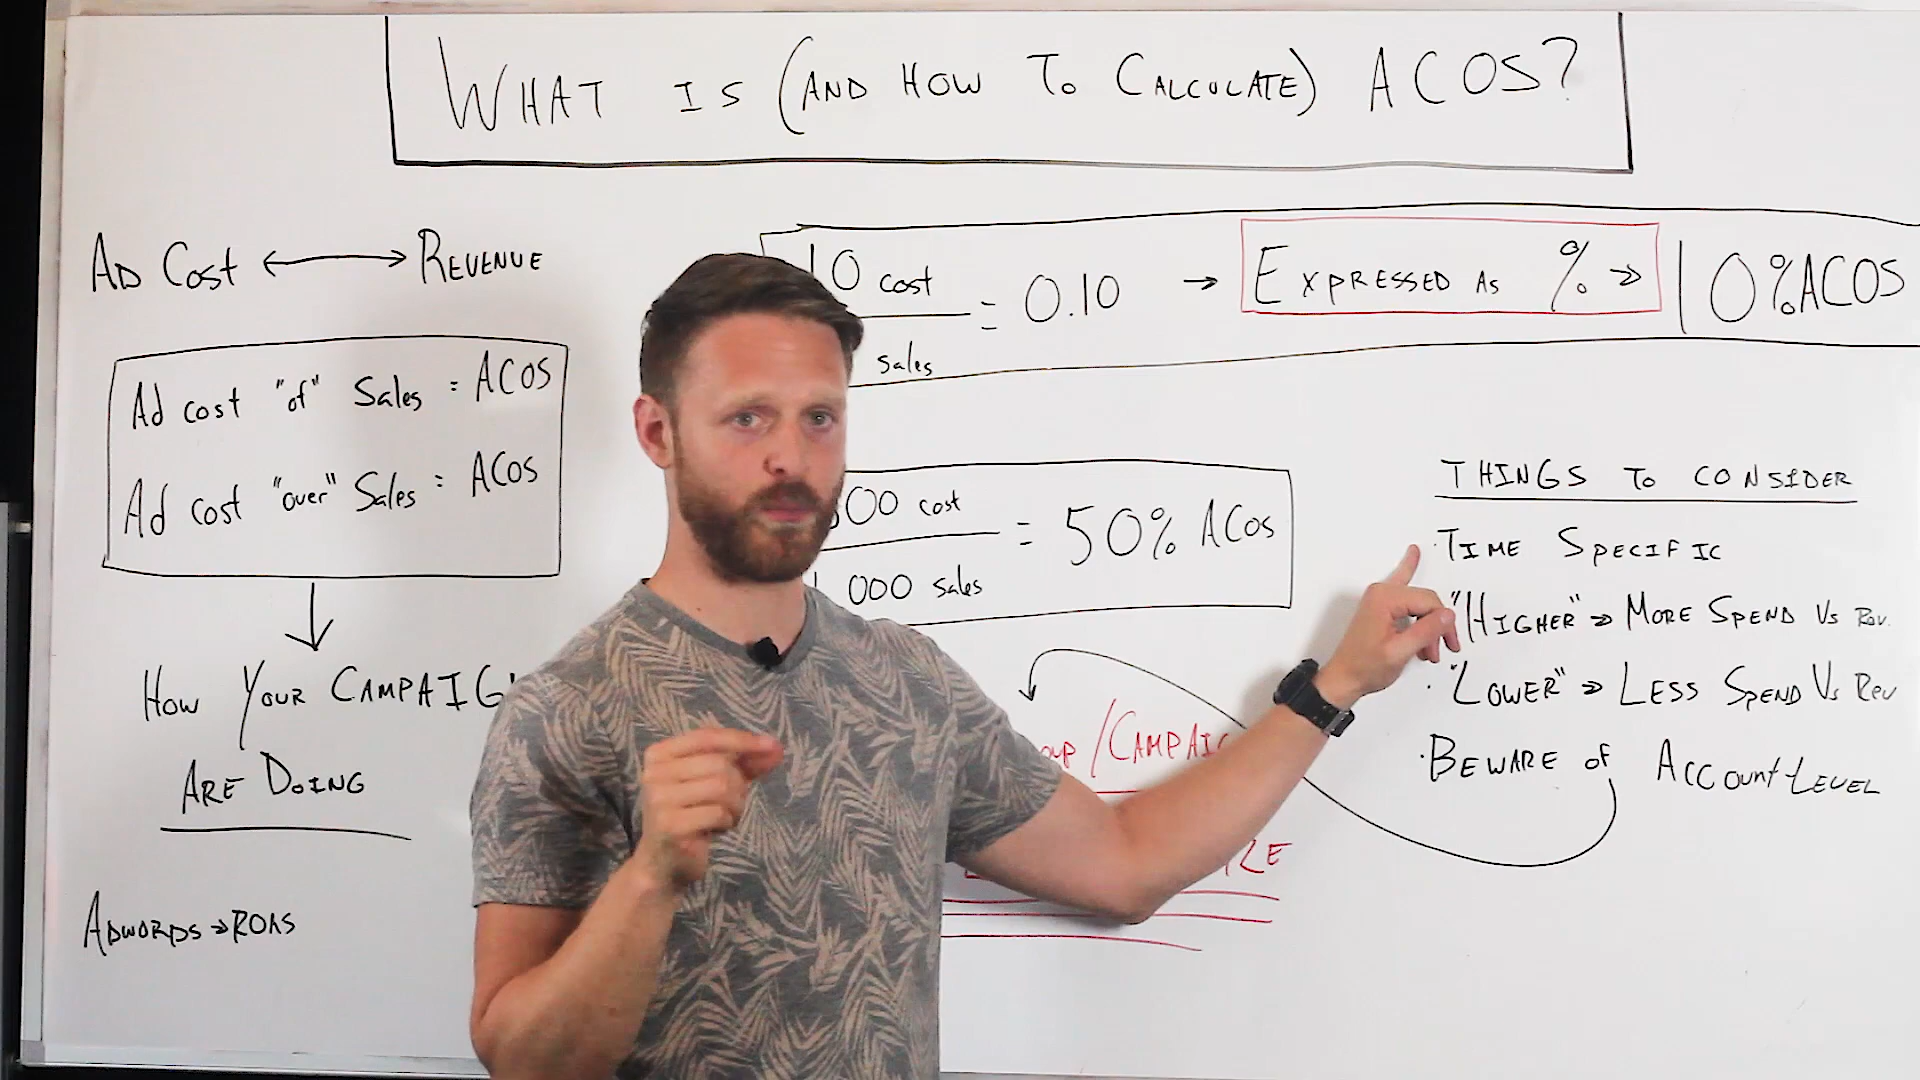 WHAT IS (AND HOW TO CALCULATE) ACOS?
AD COST ↔ REVENUE
Ad cost "of" Sales = ACOS
Ad cost "over" Sales = ACOS
HOW YOUR CAMPAIG
ARE DOING
ADWORDS → ROAS
10 cost
sales
= 0.10 → EXPRESSED AS % → 10% ACOS
00 cost
000 sales
= 50% ACOS
/CAMPAIG
THINGS TO CONSIDER
· TIME SPECIFIC
"HIGHER" → MORE SPEND VS REV.
· "LOWER" → LESS SPEND VS REV
· BEWARE OF ACCOUNT-LEVEL